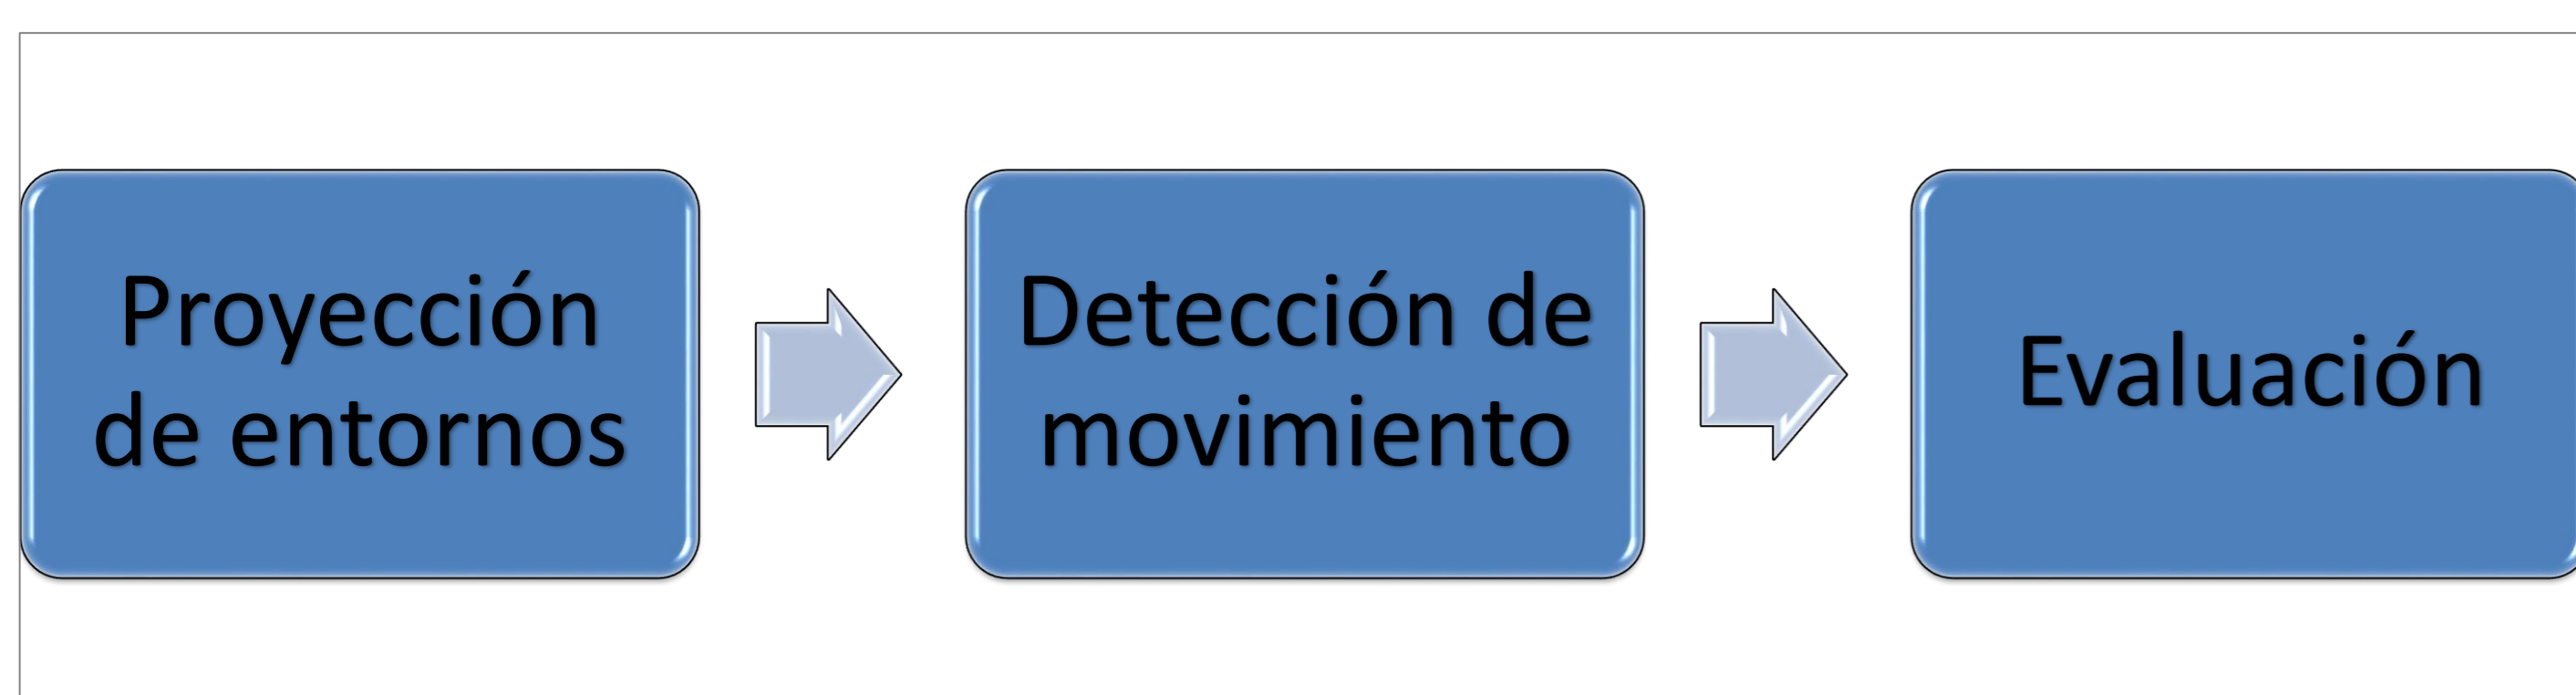 Proyección
de entornos
Detección de
movimiento
Evaluación